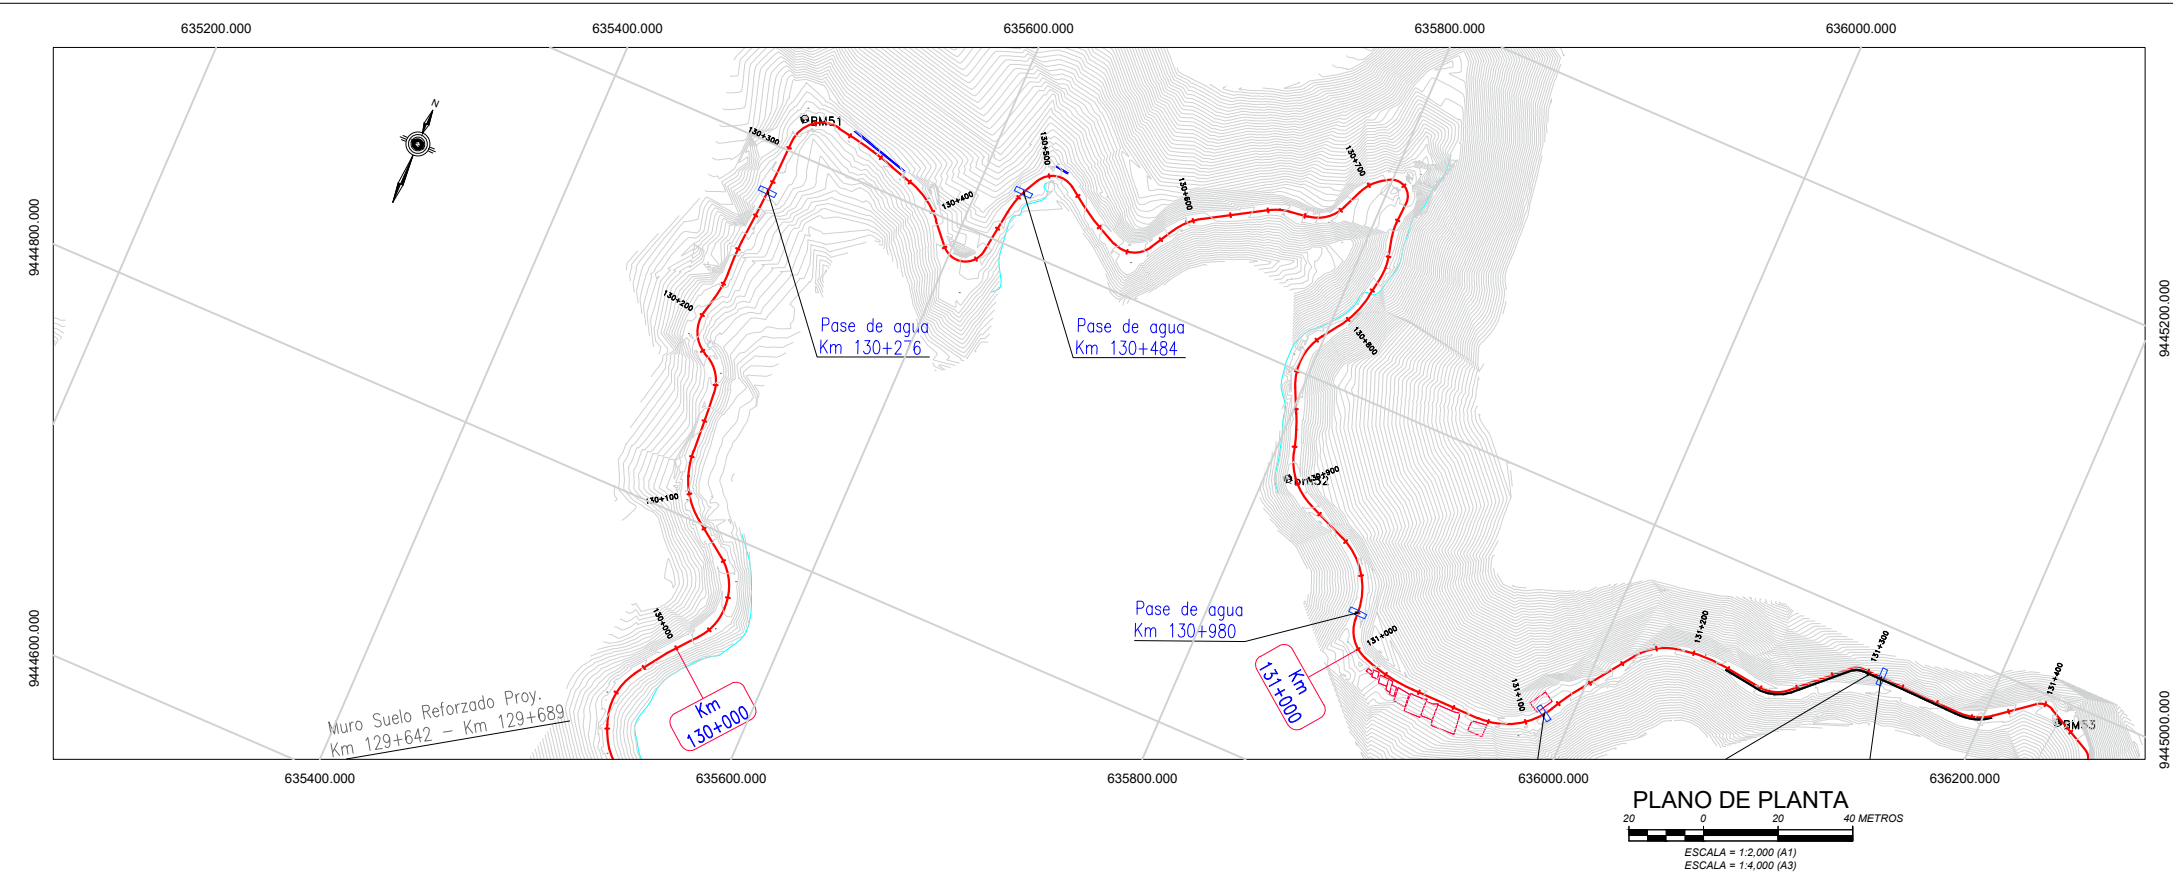 635200.000
635400.000
635600.000
635800.000
636000.000
N
9444800.000
9444600.000
9445200.000
9445000.000
BM51
130+300
130+400
130+500
130+600
130+700
130+200
130+800
130+900
130+100
130+000
131+000
131+100
131+200
131+300
131+400
BM53
Pase de agua
Km 130+276
Pase de agua
Km 130+484
Pase de agua
Km 130+980
Km
130+000
Km
131+000
Muro Suelo Reforzado Proy.
Km 129+642 – Km 129+689
635400.000
635600.000
635800.000
636000.000
636200.000
PLANO DE PLANTA
20 0 20 40 METROS
ESCALA = 1:2,000 (A1)
ESCALA = 1:4,000 (A3)